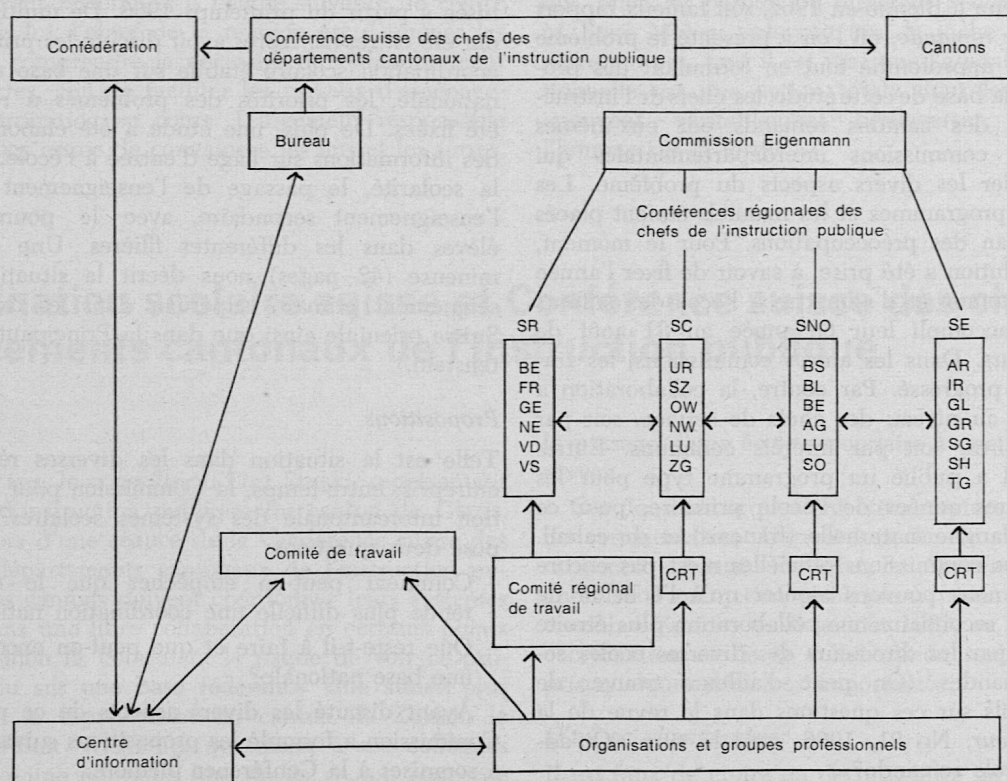 Confédération
Conférence suisse des chefs des
départements cantonaux de l'instruction publique
Cantons
Bureau
Commission Eigenmann
Conférences régionales des
chefs de l'instruction publique
SR
SC
SNO
SE
BE
FR
GE
NE
VD
VS
UR
SZ
OW
NW
LU
ZG
BS
BL
BE
AG
LU
SO
AR
IR
GL
GR
SG
SH
TG
Comité de travail
Comité régional
de travail
CRT
CRT
CRT
Centre
d'information
Organisations et groupes professionnels